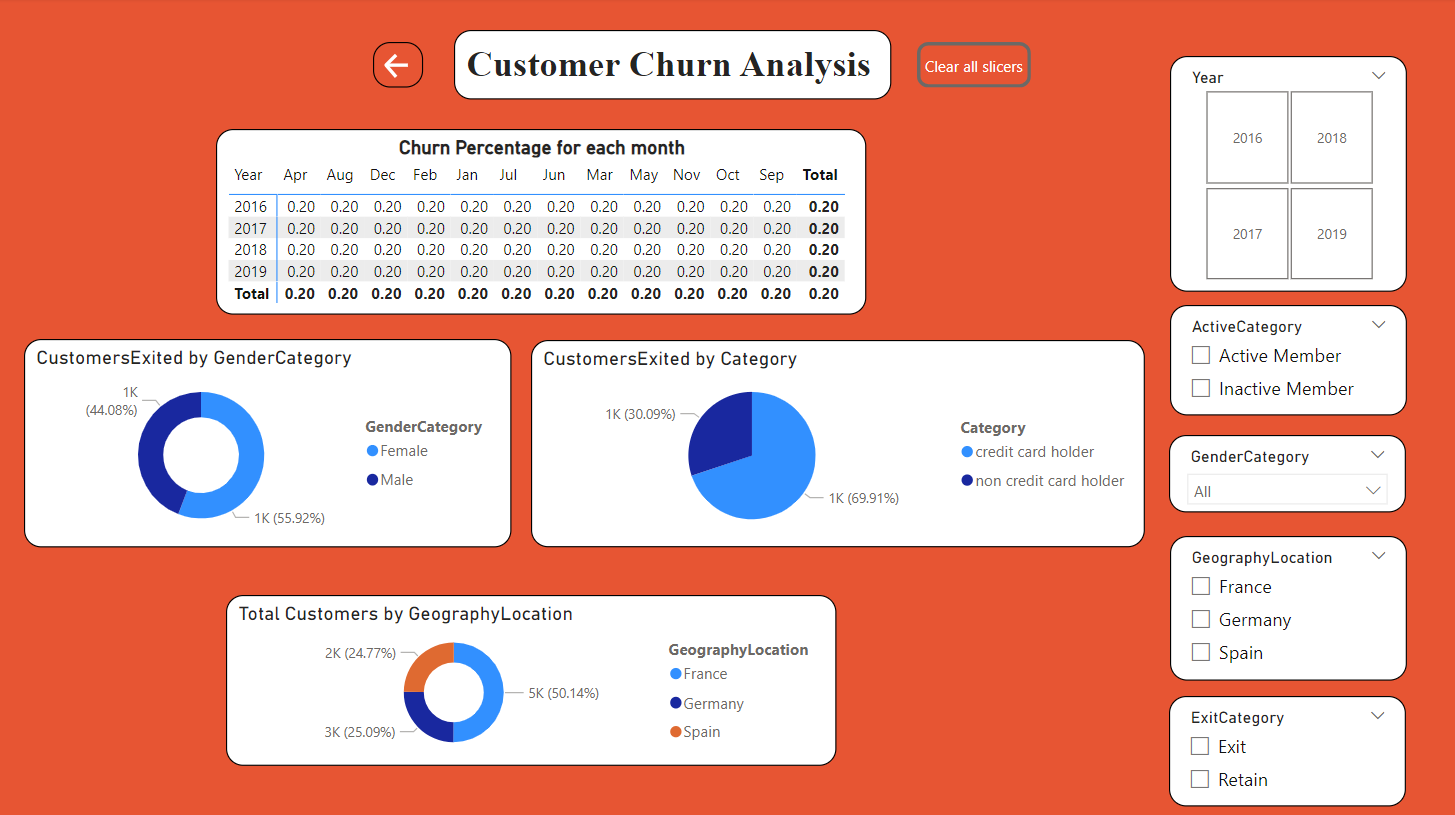 Customer Churn Analysis
Clear all slicers
Churn Percentage for each month
Year Apr Aug Dec Feb Jan Jul Jun Mar May Nov Oct Sep Total
2016 0.20 0.20 0.20 0.20 0.20 0.20 0.20 0.20 0.20 0.20 0.20 0.20 0.20
2017 0.20 0.20 0.20 0.20 0.20 0.20 0.20 0.20 0.20 0.20 0.20 0.20 0.20
2018 0.20 0.20 0.20 0.20 0.20 0.20 0.20 0.20 0.20 0.20 0.20 0.20 0.20
2019 0.20 0.20 0.20 0.20 0.20 0.20 0.20 0.20 0.20 0.20 0.20 0.20 0.20
Total 0.20 0.20 0.20 0.20 0.20 0.20 0.20 0.20 0.20 0.20 0.20 0.20 0.20
CustomersExited by GenderCategory
1K
(44.08%)
1K (55.92%)
GenderCategory
Female
Male
CustomersExited by Category
1K (30.09%)
1K (69.91%)
Category
credit card holder
non credit card holder
Total Customers by GeographyLocation
2K (24.77%)
5K (50.14%)
3K (25.09%)
GeographyLocation
France
Germany
Spain
Year
2016 2018
2017 2019
ActiveCategory
Active Member
Inactive Member
GenderCategory
All
GeographyLocation
France
Germany
Spain
ExitCategory
Exit
Retain